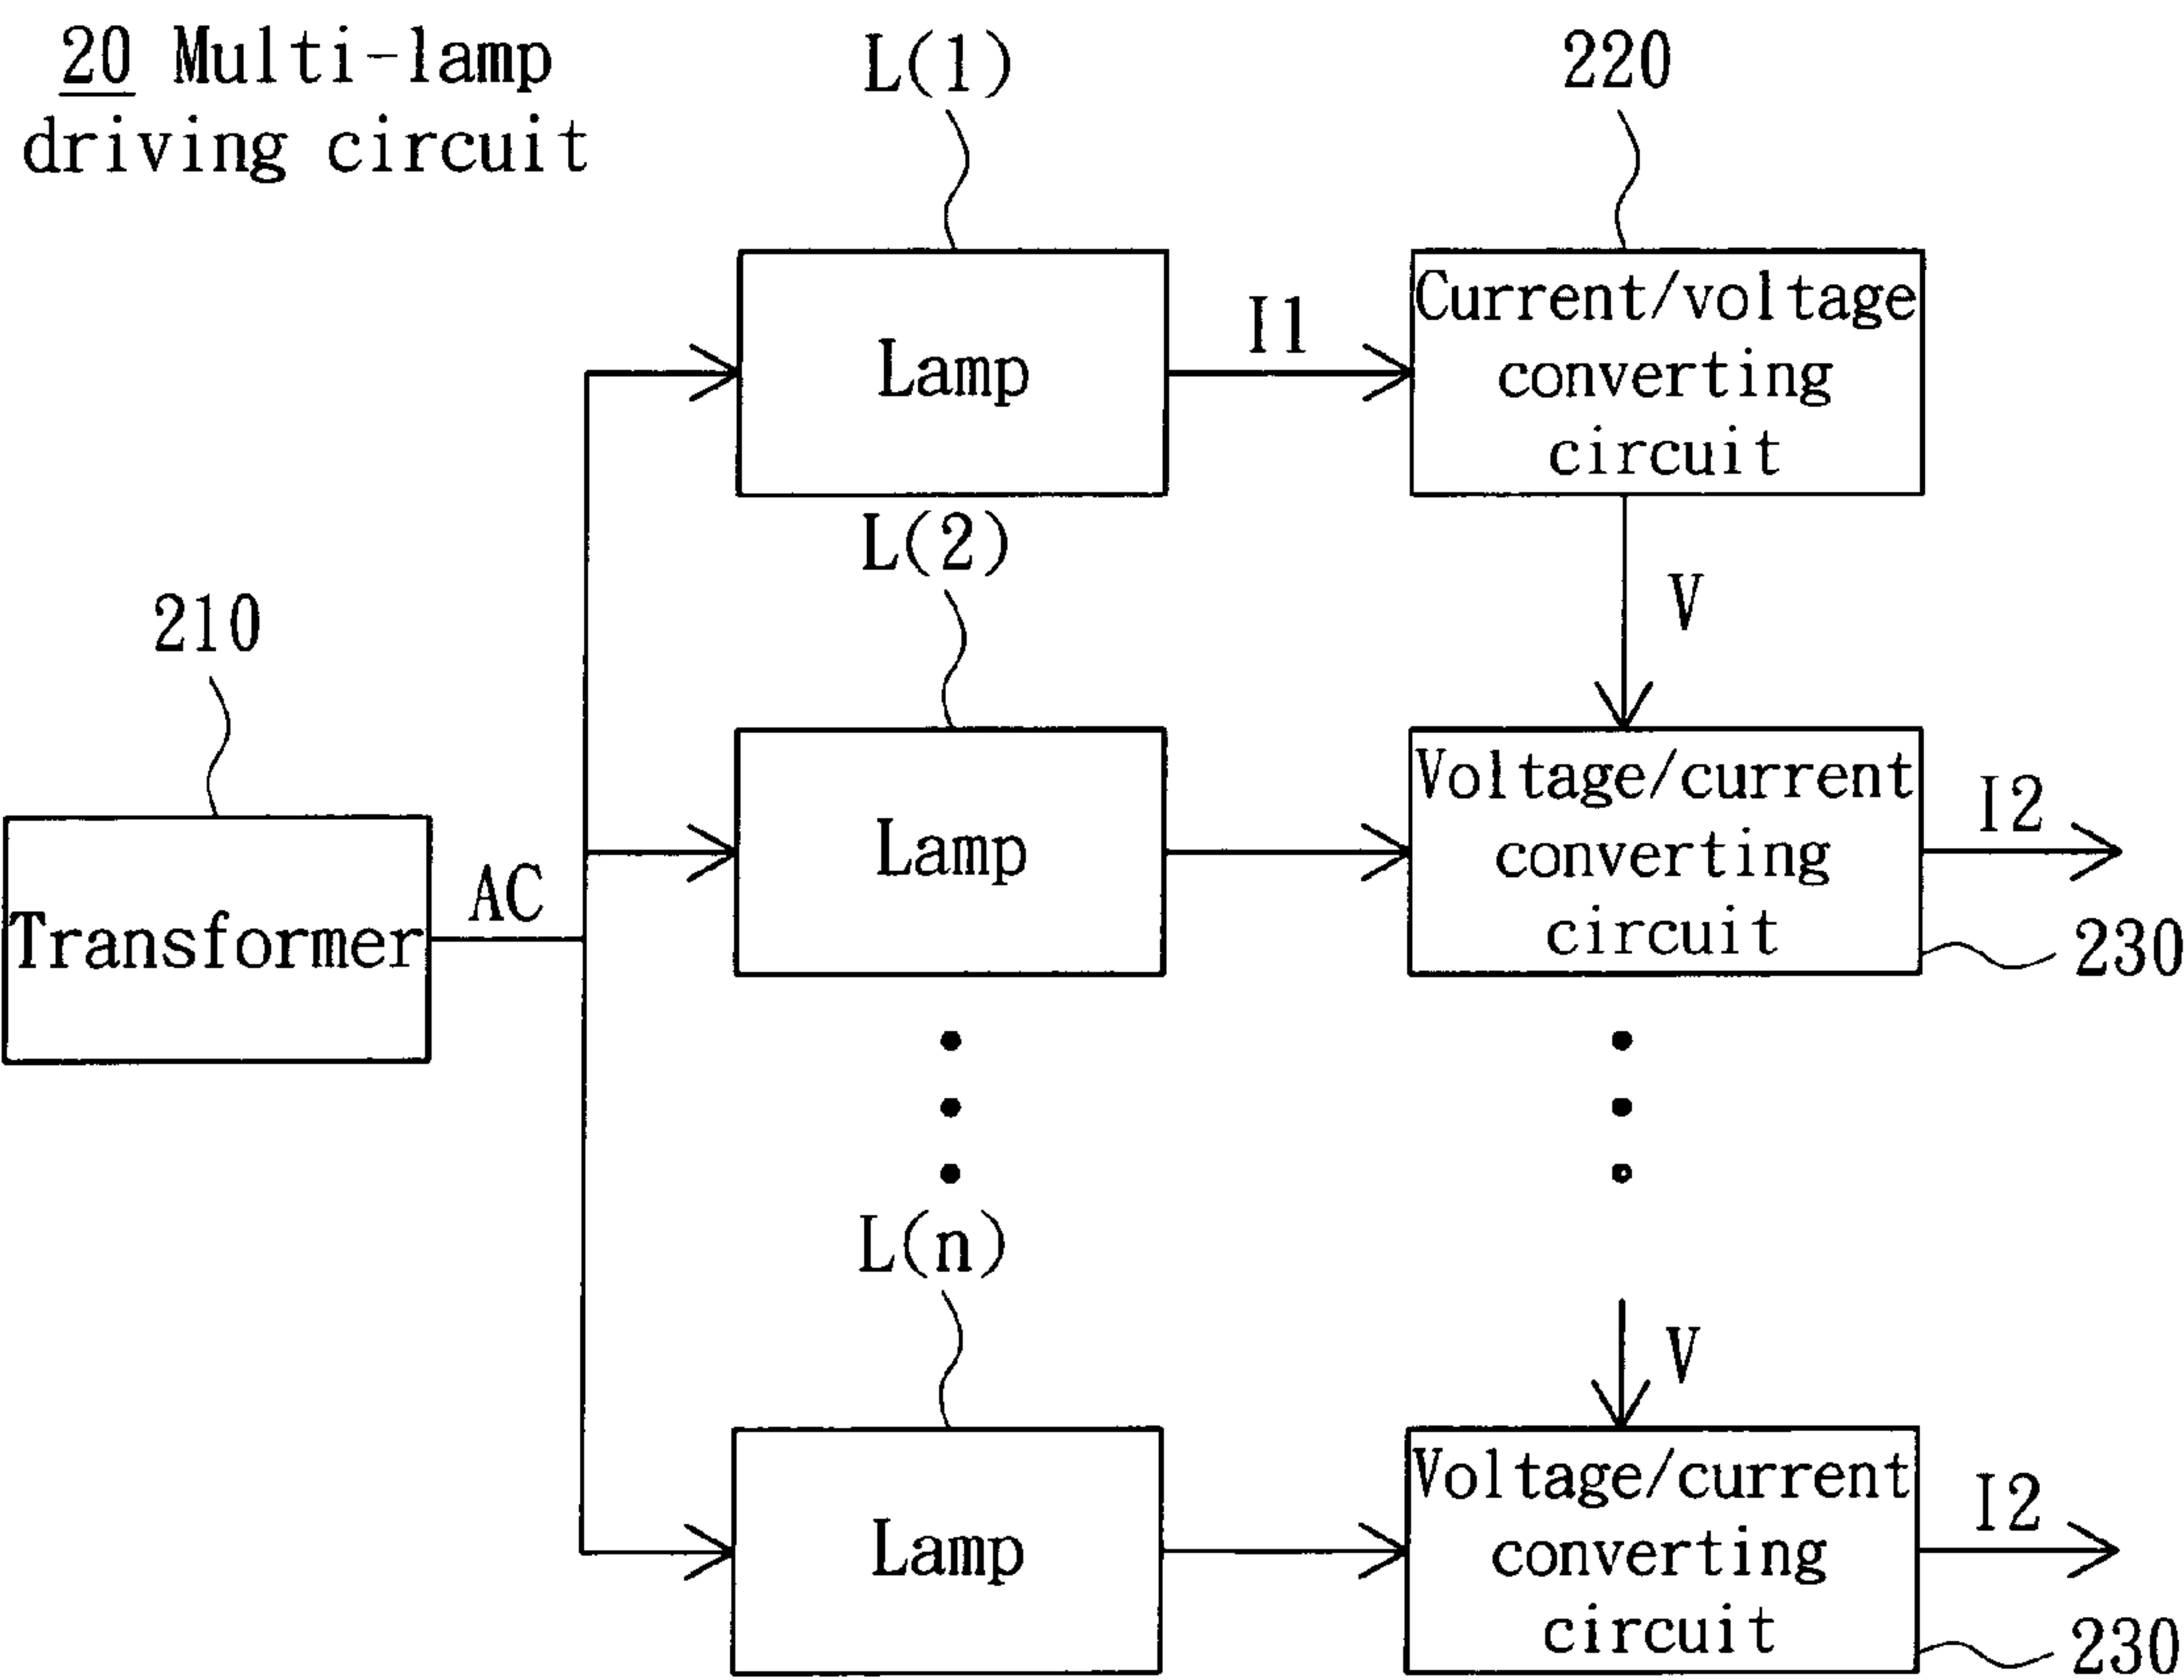 20 Multi-lamp
driving circuit
L(1)
220
Lamp
I1
Current/voltage
converting
circuit
L(2)
V
210
Transformer
AC
Lamp
Voltage/current
converting
circuit
I2
230
L(n)
V
Lamp
Voltage/current
converting
circuit
I2
230